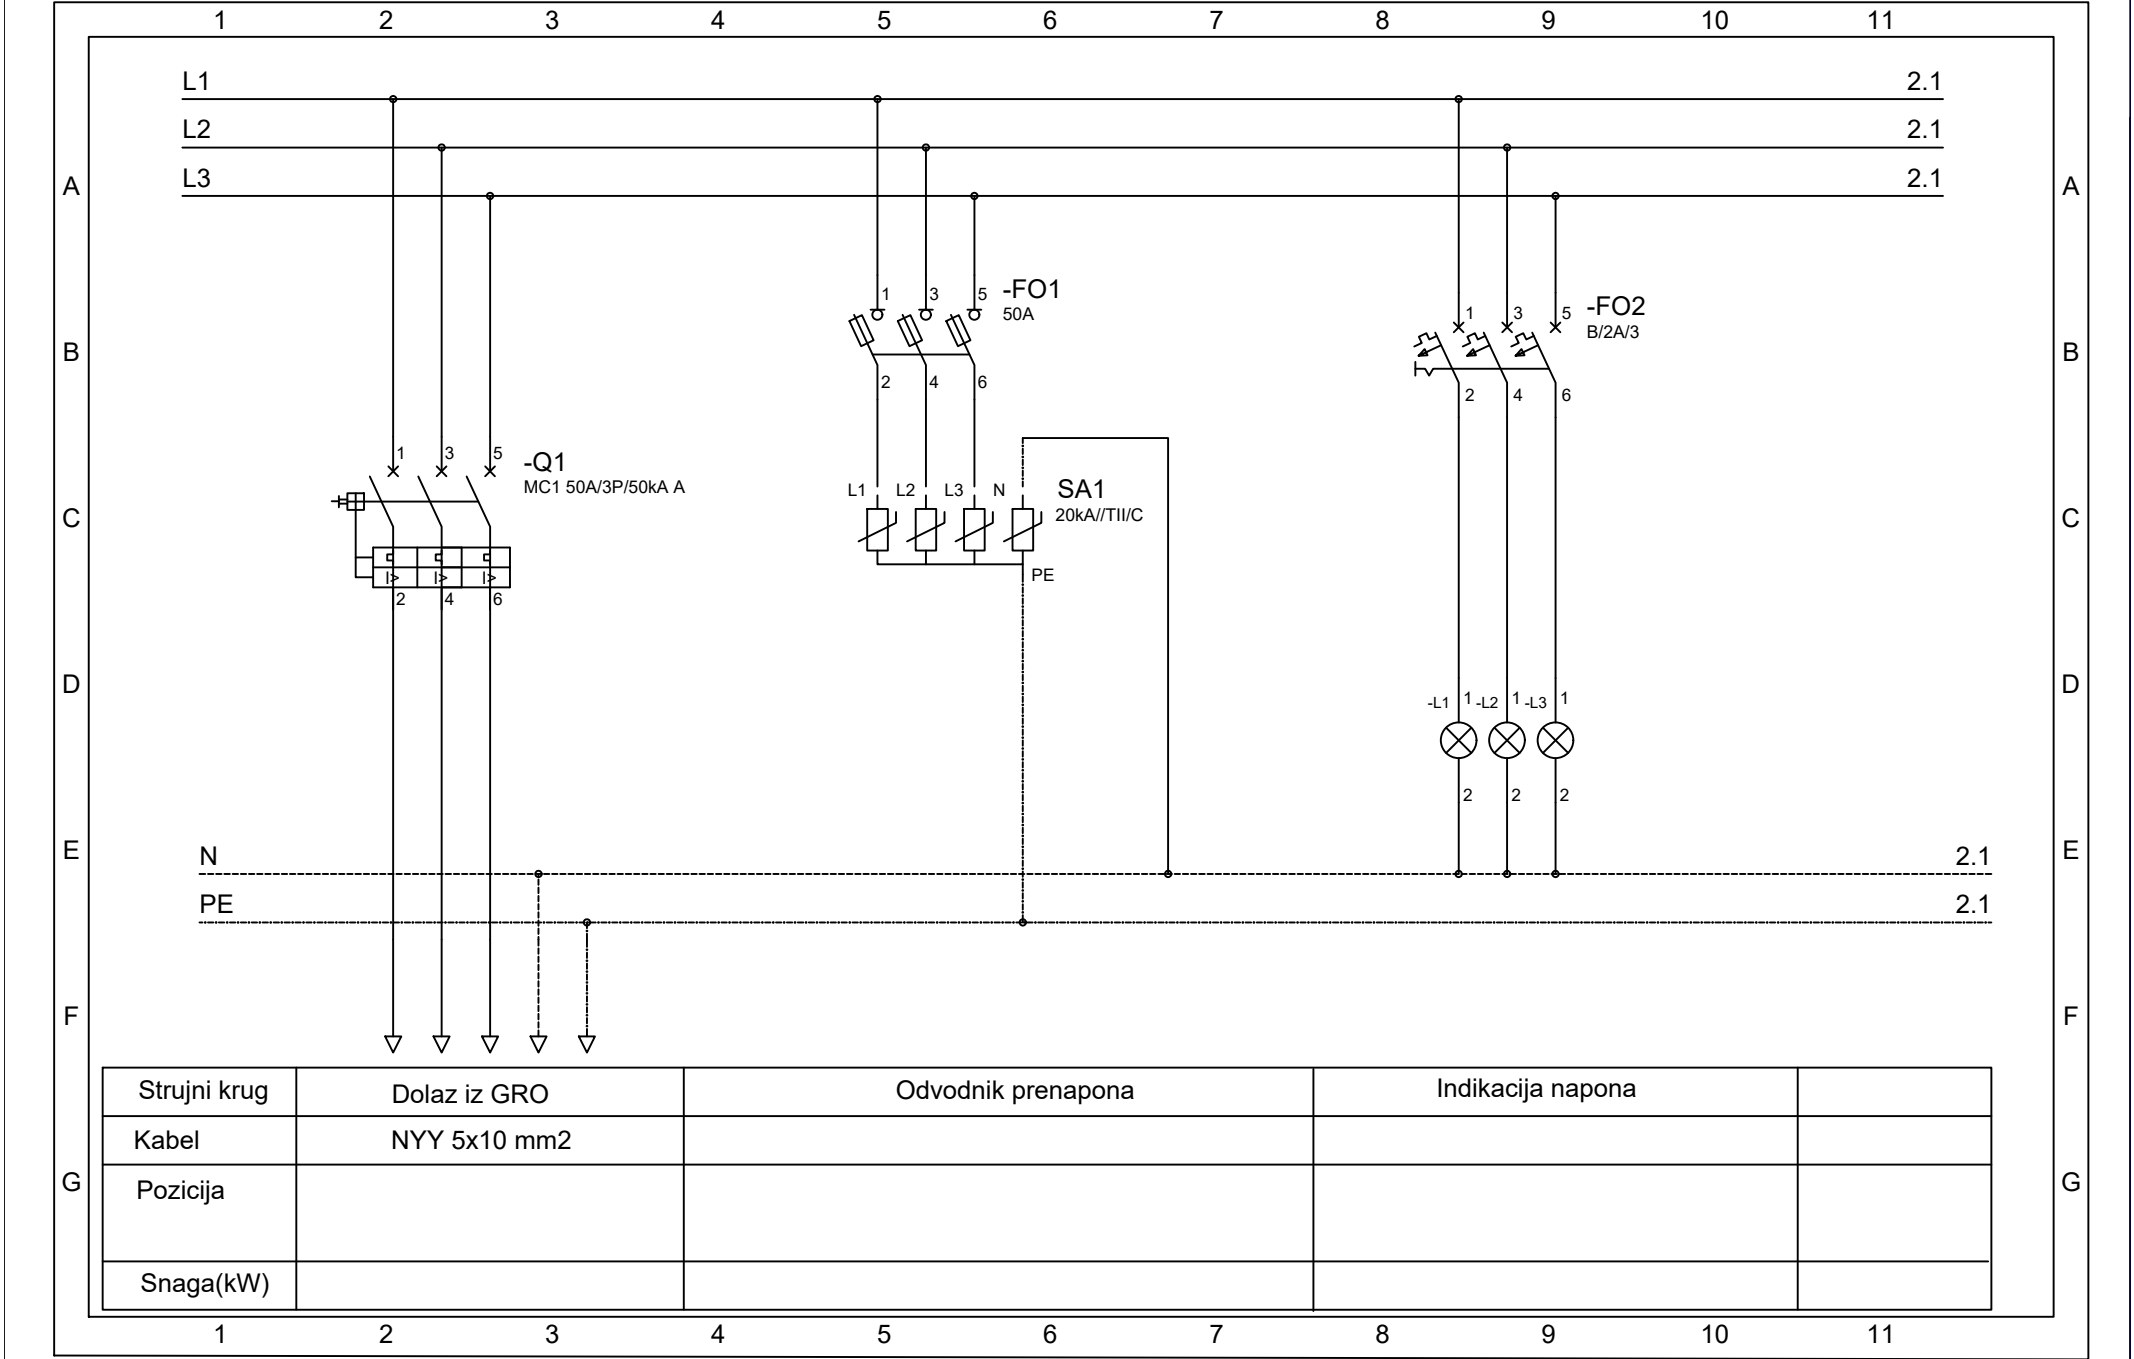 1 2 3 4 5 6 7 8 9 10 11
L1 2.1
L2 2.1
A L3 2.1 A
1 3 5 -FO1
50A
1 3 5 -FO2
B/2A/3
B B
2 4 6
2 4 6
1 3 5 -Q1
MC1 50A/3P/50kA A
L1 L2 L3 N SA1
20kA//TII/C
C C
I> I> I>
PE
2 4 6
D D
-L1 1 -L2 1 -L3 1
2 2 2
E N 2.1 E
PE 2.1
F F
Strujni krug Dolaz iz GRO Odvodnik prenapona Indikacija napona
Kabel NYY 5x10 mm2
G Pozicija G
Snaga(kW)
1 2 3 4 5 6 7 8 9 10 11